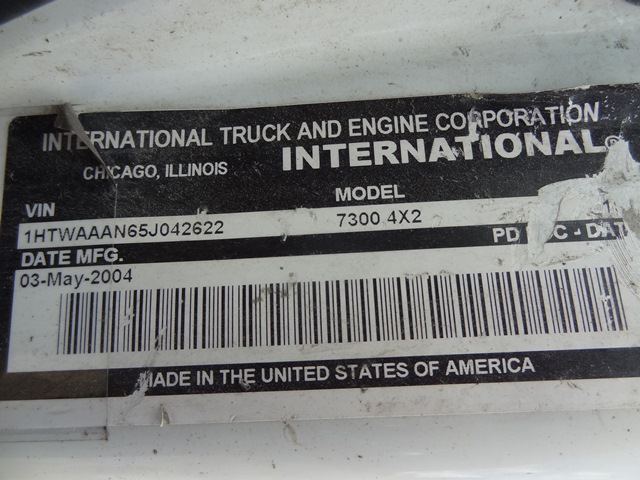 INTERNATIONAL TRUCK AND ENGINE CORPORATION
CHICAGO, ILLINOIS INTERNATIONAL®
VIN MODEL
1HTWAAAN65J042622 7300 4X2
DATE MFG. PD
03-May-2004
MADE IN THE UNITED STATES OF AMERICA